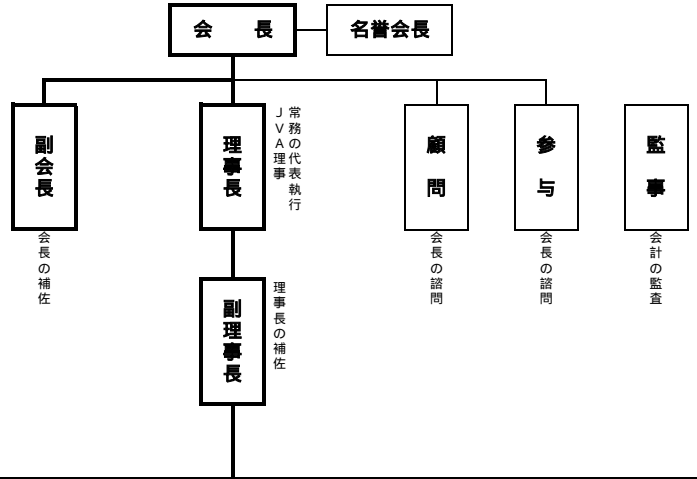 会　　長
名誉会長
副会長
会長の補佐
理事長
常務の代表執行
ＪＶＡ理事
顧　問
会長の諮問
参　与
会長の諮問
監　事
会計の監査
副理事長
理事長の補佐